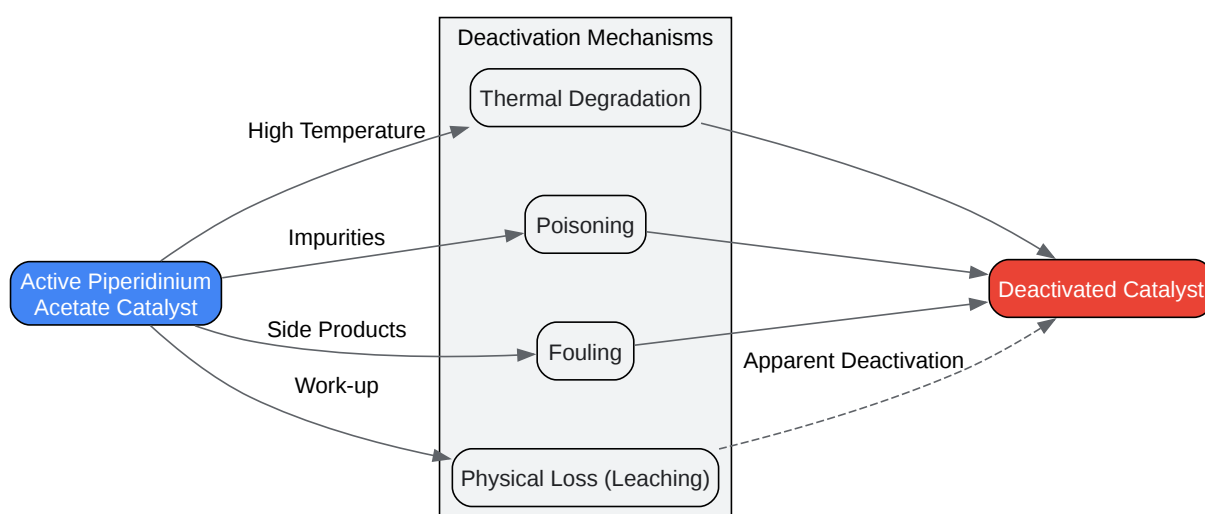 Deactivation Mechanisms
Thermal Degradation
High Temperature
Impurities
Poisoning
Active Piperidinium
Acetate Catalyst
Deactivated Catalyst
Side Products
Fouling
Apparent Deactivation
Work-up
Physical Loss (Leaching)